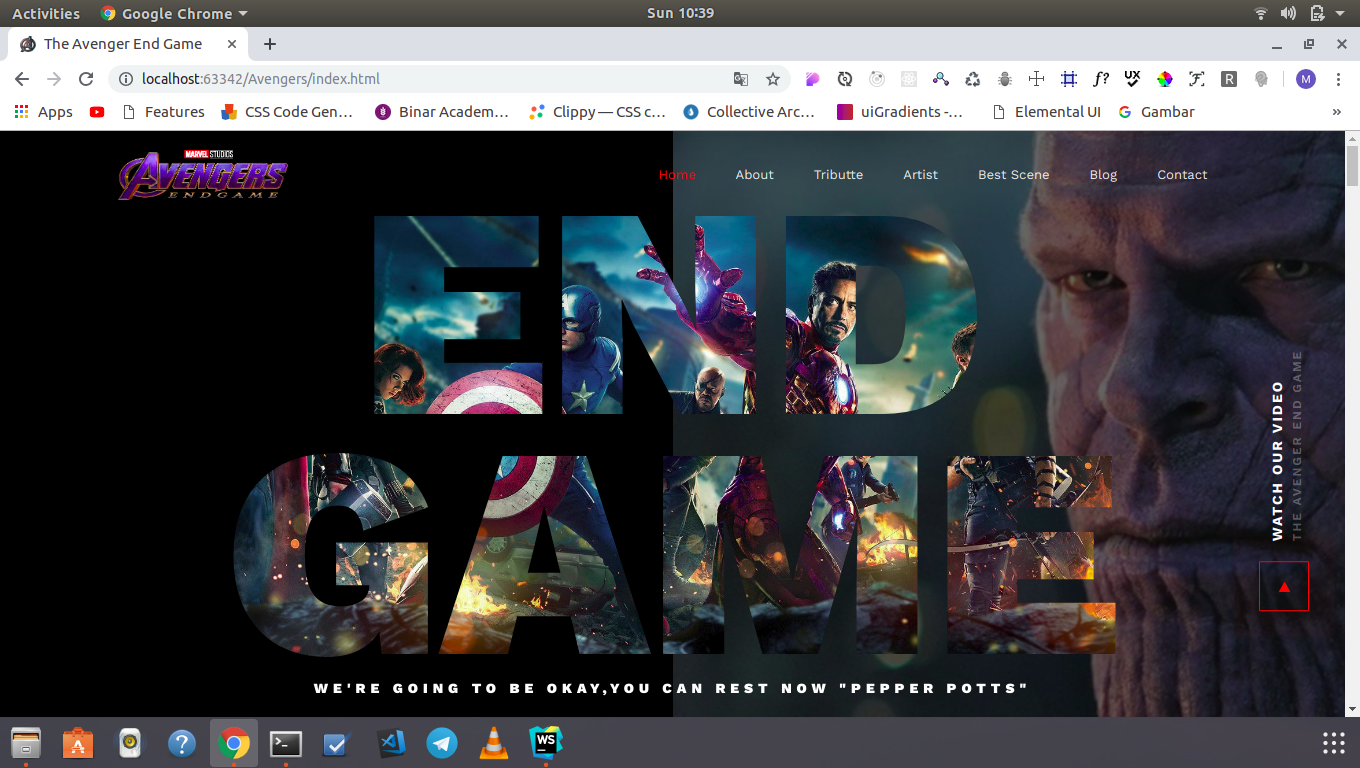 Activities Google Chrome Sun 10:39
The Avenger End Game
localhost:63342/Avengers/index.html
f? UX F R M
Apps Features CSS Code Gen… Binar Academ… Clippy — CSS c… Collective Arc… uiGradients -… Elemental UI Gambar »
MARVEL STUDIOS
AVENGERS
ENDGAME
Home About Tributte Artist Best Scene Blog Contact
END
GAME
WATCH OUR VIDEO
THE AVENGER END GAME
WE'RE GOING TO BE OKAY,YOU CAN REST NOW "PEPPER POTTS"
WS